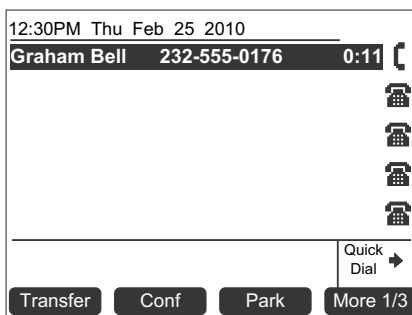 12:30PM Thu Feb 25 2010
Graham Bell 232-555-0176 0:11
Quick
Dial
Transfer Conf Park More 1/3